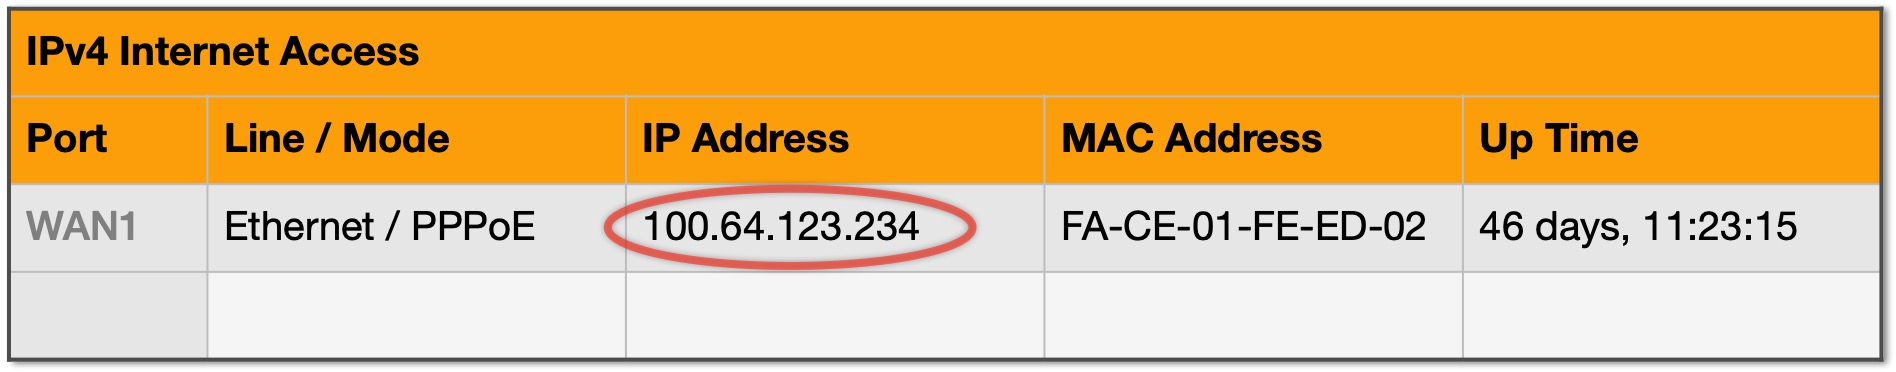 IPv4 Internet Access
Port Line / Mode IP Address MAC Address Up Time
WAN1 Ethernet / PPPoE 100.64.123.234 FA-CE-01-FE-ED-02 46 days, 11:23:15